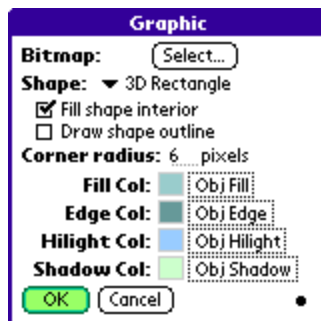 Graphic
Bitmap: Select...
Shape: 3D Rectangle
Fill shape interior
Draw shape outline
Corner radius: 6 pixels
Fill Col: Obj Fill
Edge Col: Obj Edge
Hilight Col: Obj Hilight
Shadow Col: Obj Shadow
OK Cancel